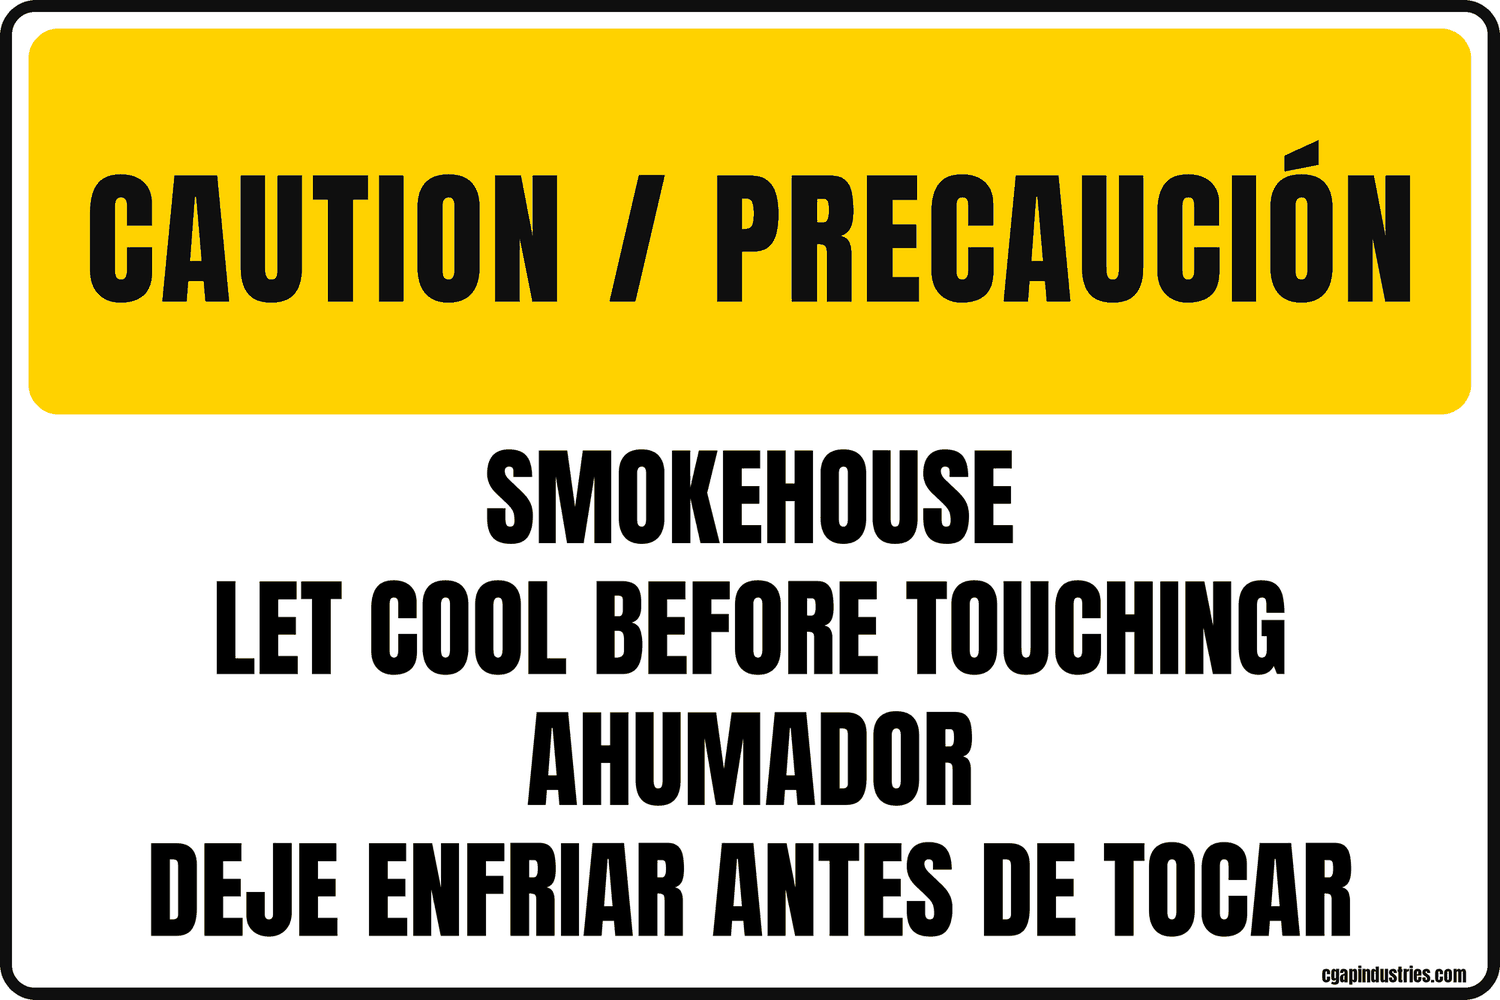 CAUTION / PRECAUCIÓN
SMOKEHOUSE
LET COOL BEFORE TOUCHING
AHUMADOR
DEJE ENFRIAR ANTES DE TOCAR
cgapindustries.com